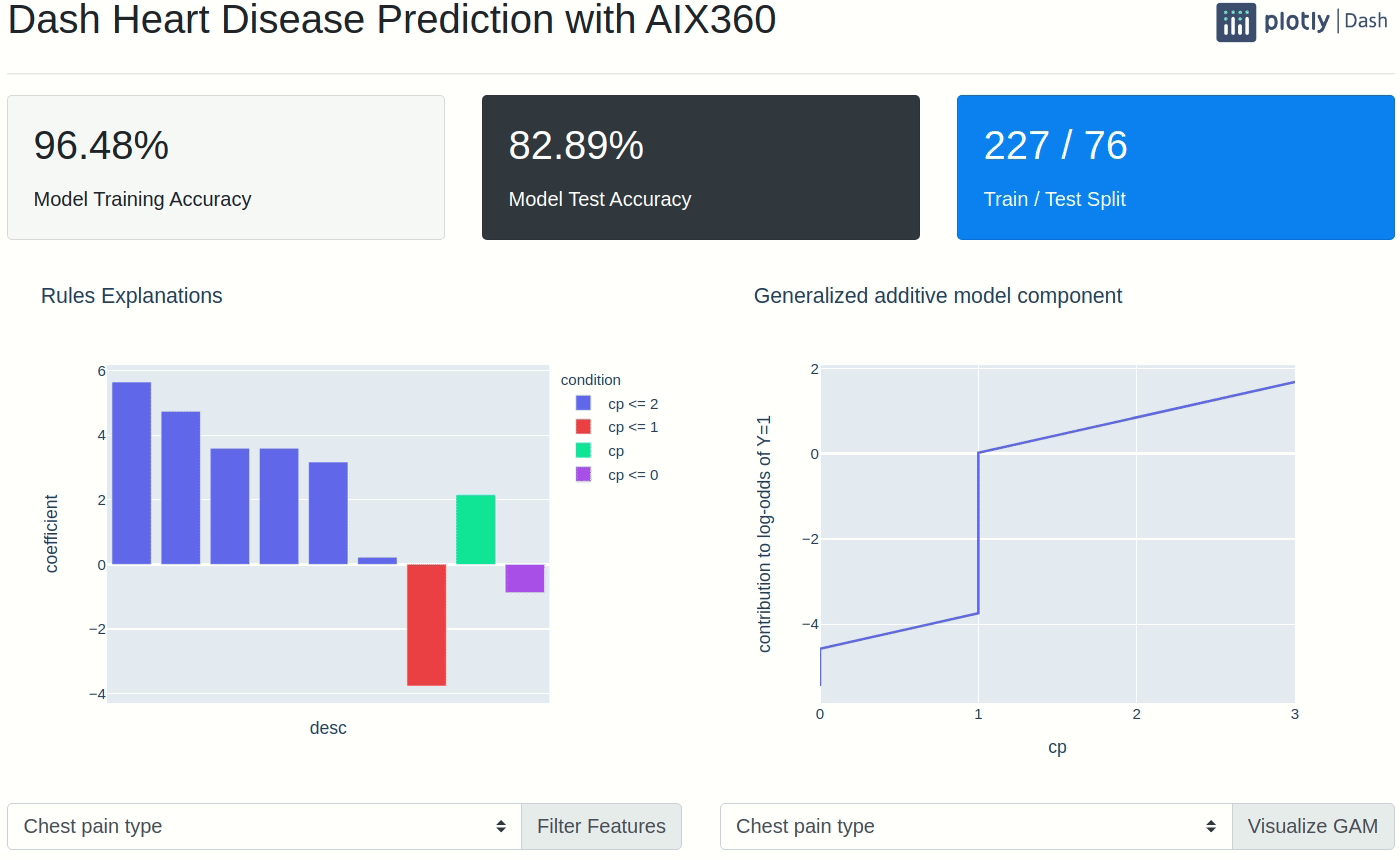 Dash Heart Disease Prediction with AIX360
plotly | Dash
96.48%
Model Training Accuracy
82.89%
Model Test Accuracy
227 / 76
Train / Test Split
Rules Explanations
6
4
2
0
−2
−4
coefficient
desc
condition
cp <= 2
cp <= 1
cp
cp <= 0
Generalized additive model component
2
0
−2
−4
contribution to log-odds of Y=1
0 1 2 3
cp
Chest pain type
Filter Features
Chest pain type
Visualize GAM